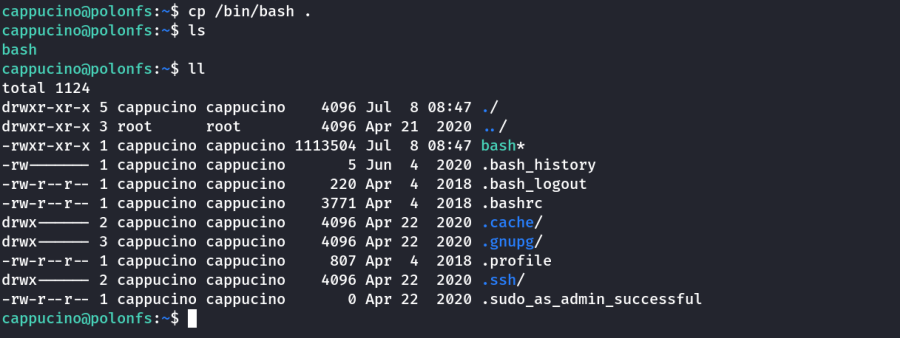 cappucino@polonfs:~$ cp /bin/bash .
cappucino@polonfs:~$ ls
bash
cappucino@polonfs:~$ ll
total 1124
drwxr-xr-x 5 cappucino cappucino    4096 Jul  8 08:47 ./
drwxr-xr-x 3 root      root         4096 Apr 21  2020 ../
-rwxr-xr-x 1 cappucino cappucino 1113504 Jul  8 08:47 bash*
-rw------- 1 cappucino cappucino       5 Jun  4  2020 .bash_history
-rw-r--r-- 1 cappucino cappucino     220 Apr  4  2018 .bash_logout
-rw-r--r-- 1 cappucino cappucino    3771 Apr  4  2018 .bashrc
drwx------ 2 cappucino cappucino    4096 Apr 22  2020 .cache/
drwx------ 3 cappucino cappucino    4096 Apr 22  2020 .gnupg/
-rw-r--r-- 1 cappucino cappucino     807 Apr  4  2018 .profile
drwx------ 2 cappucino cappucino    4096 Apr 22  2020 .ssh/
-rw-r--r-- 1 cappucino cappucino       0 Apr 22  2020 .sudo_as_admin_successful
cappucino@polonfs:~$